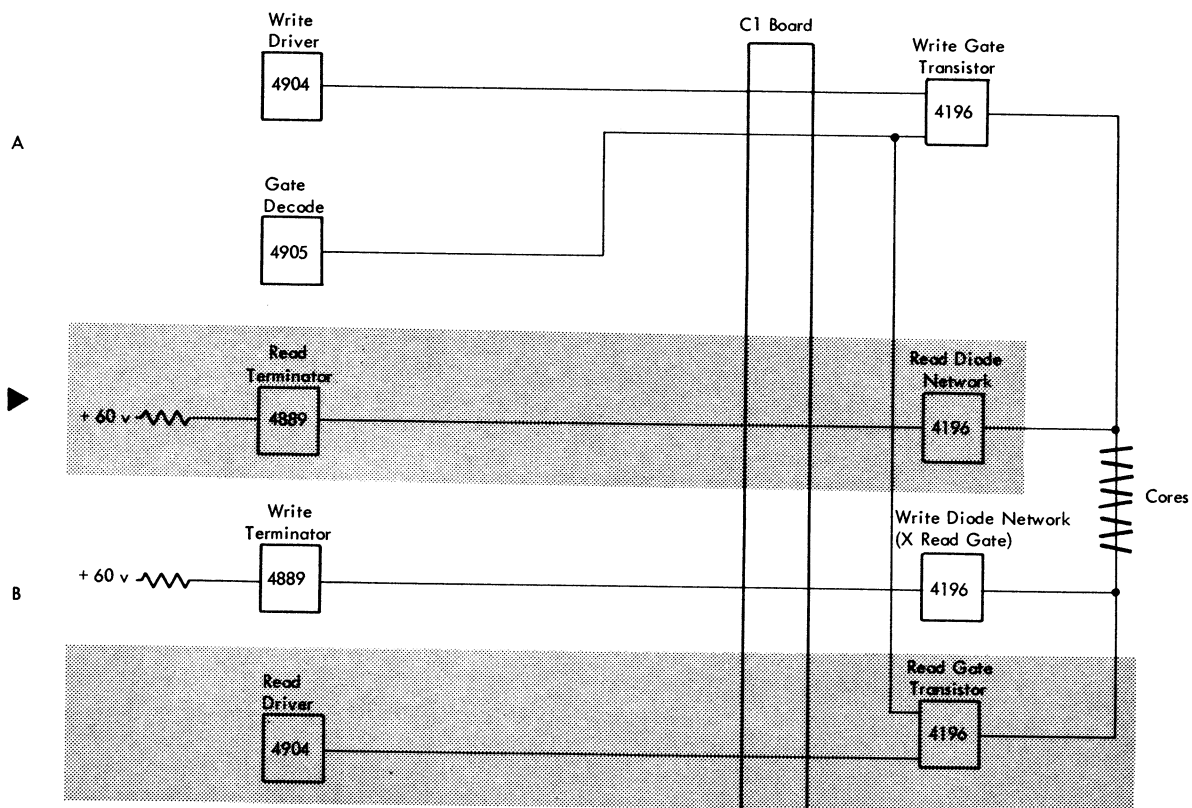 Write
Driver
4904
C1 Board
Write Gate
Transistor
4196
A
Gate
Decode
4905
Read
Terminator
+ 60 v
4889
Read Diode
Network
4196
Cores
Write
Terminator
+ 60 v
4889
Write Diode Network
(X Read Gate)
4196
B
Read
Driver
4904
Read Gate
Transistor
4196